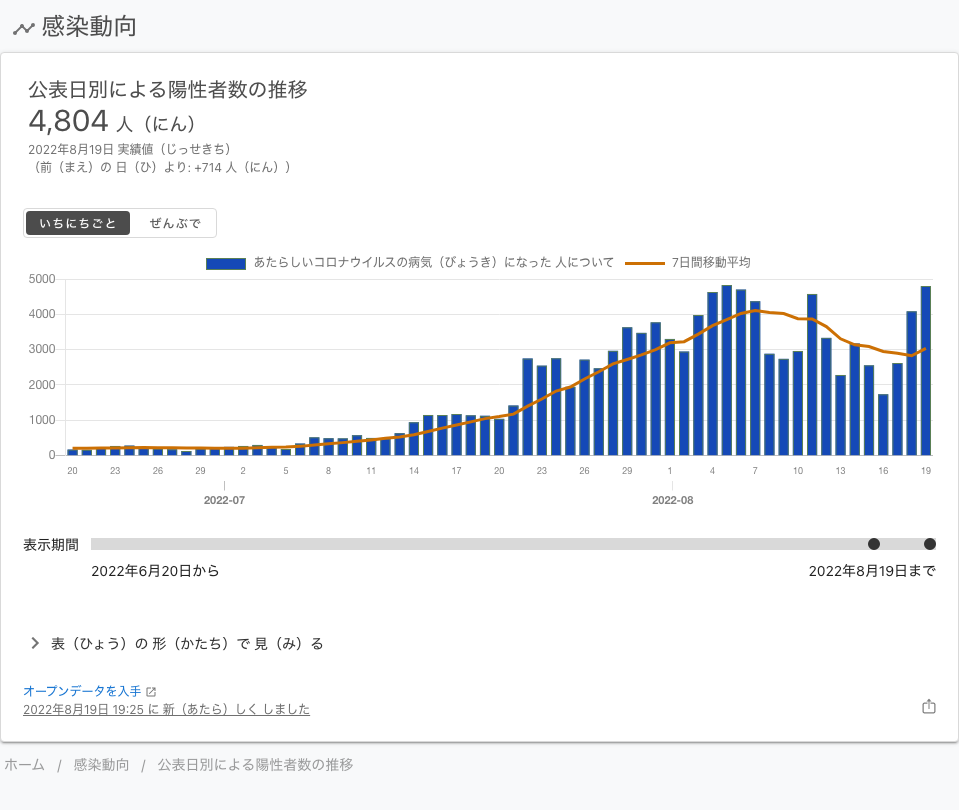 感染動向
公表日別による陽性者数の推移
4,804 人（にん）
2022年8月19日 実績値（じっせきち）
（前（まえ）の 日（ひ）より: +714 人（にん））
いちにちごと ぜんぶで
あたらしいコロナウイルスの病気（びょうき）になった 人について 7日間移動平均
5000
4000
3000
2000
1000
0
20 23 26 29 2 5 8 11 14 17 20 23 26 29 1 4 7 10 13 16 19
2022-07 2022-08
表示期間
2022年6月20日から 2022年8月19日まで
表（ひょう）の 形（かたち）で 見（み）る
オープンデータを入手
2022年8月19日 19:25 に 新（あたら）しく しました
ホーム / 感染動向 / 公表日別による陽性者数の推移